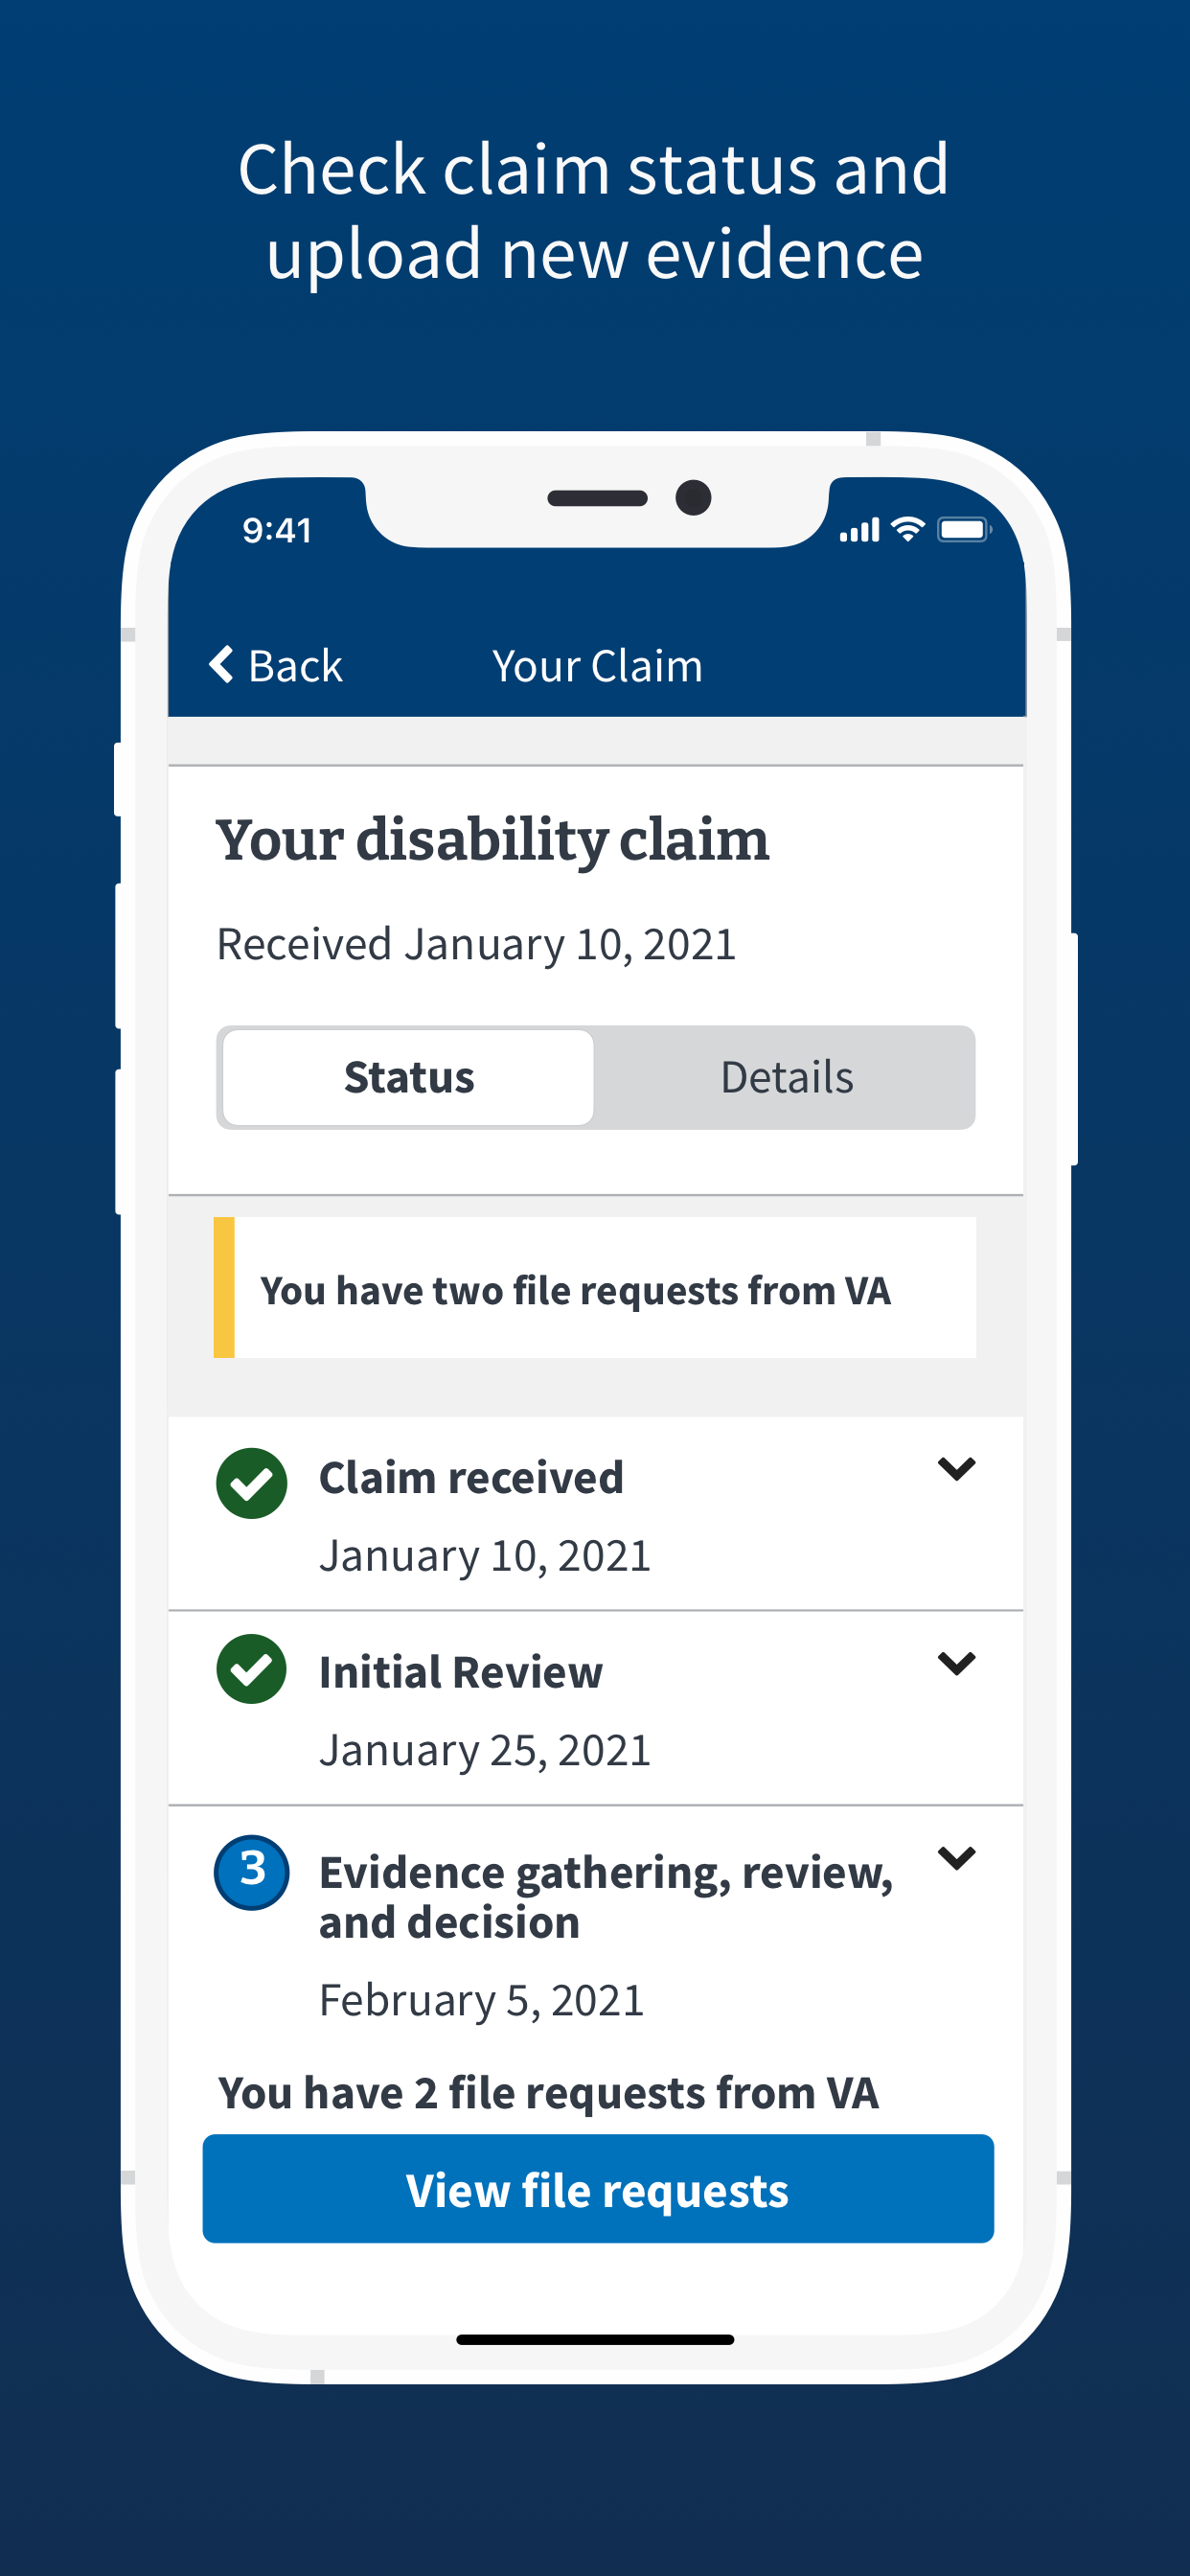 Check claim status and
upload new evidence
9:41
Back
Your Claim
Your disability claim
Received January 10, 2021
Status
Details
You have two file requests from VA
Claim received
January 10, 2021
Initial Review
January 25, 2021
3
Evidence gathering, review,
and decision
February 5, 2021
You have 2 file requests from VA
View file requests